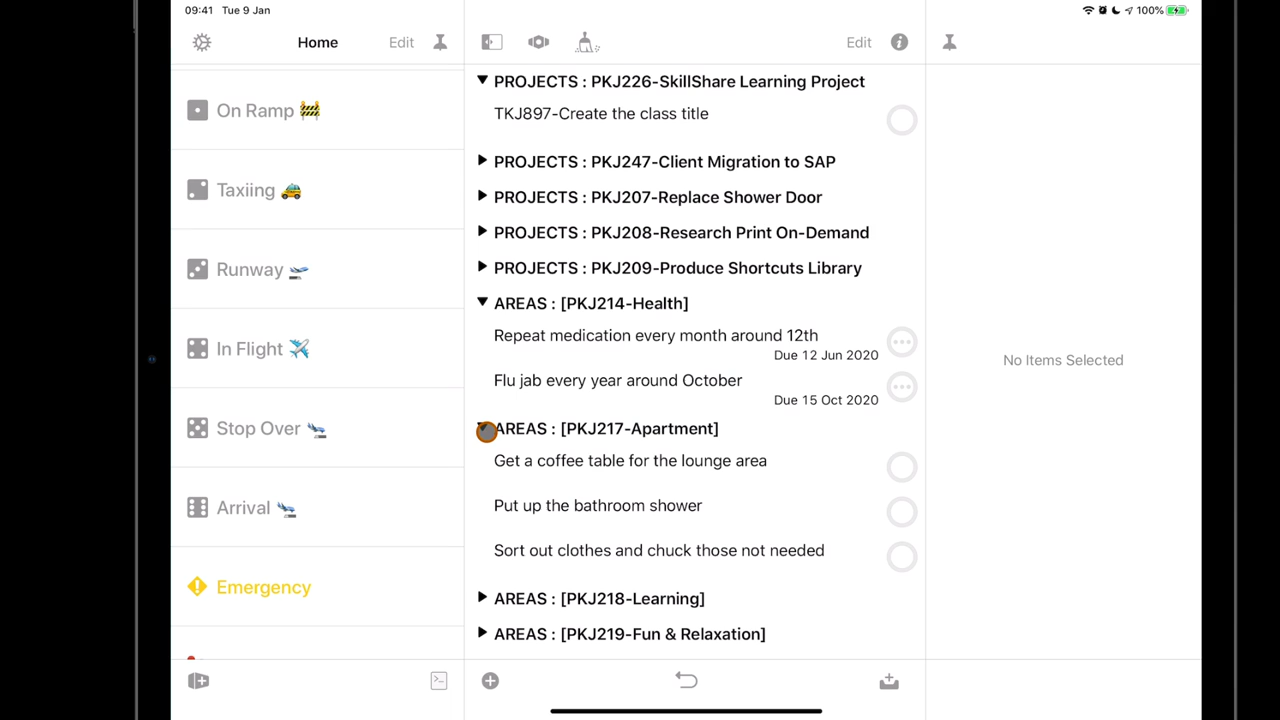 09:41 Tue 9 Jan
100%
Home
Edit
Edit
On Ramp 🚧
Taxiing 🚕
Runway 🛫
In Flight ✈️
Stop Over 🛬
Arrival 🛬
Emergency
PROJECTS : PKJ226-SkillShare Learning Project
TKJ897-Create the class title
PROJECTS : PKJ247-Client Migration to SAP
PROJECTS : PKJ207-Replace Shower Door
PROJECTS : PKJ208-Research Print On-Demand
PROJECTS : PKJ209-Produce Shortcuts Library
AREAS : [PKJ214-Health]
Repeat medication every month around 12th
Due 12 Jun 2020
Flu jab every year around October
Due 15 Oct 2020
AREAS : [PKJ217-Apartment]
Get a coffee table for the lounge area
Put up the bathroom shower
Sort out clothes and chuck those not needed
AREAS : [PKJ218-Learning]
AREAS : [PKJ219-Fun & Relaxation]
No Items Selected